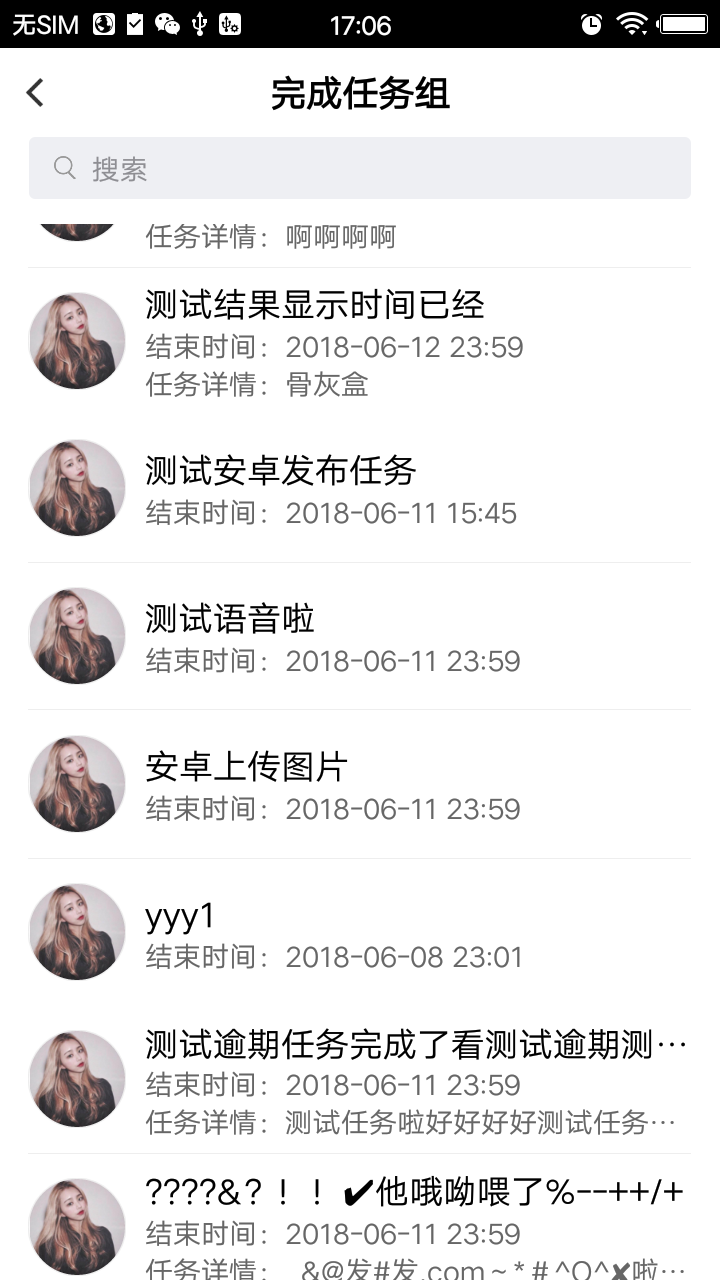 无SIM 17:06
完成任务组
搜索
任务详情：啊啊啊啊
测试结果显示时间已经
结束时间：2018-06-12 23:59
任务详情：骨灰盒
测试安卓发布任务
结束时间：2018-06-11 15:45
测试语音啦
结束时间：2018-06-11 23:59
安卓上传图片
结束时间：2018-06-11 23:59
yyy1
结束时间：2018-06-08 23:01
测试逾期任务完成了看测试逾期测…
结束时间：2018-06-11 23:59
任务详情：测试任务啦好好好好测试任务…
????&?！！✔他哦呦喂了%--++/+
结束时间：2018-06-11 23:59
任务详情： &@发#发.com~*#^O^✘啦…